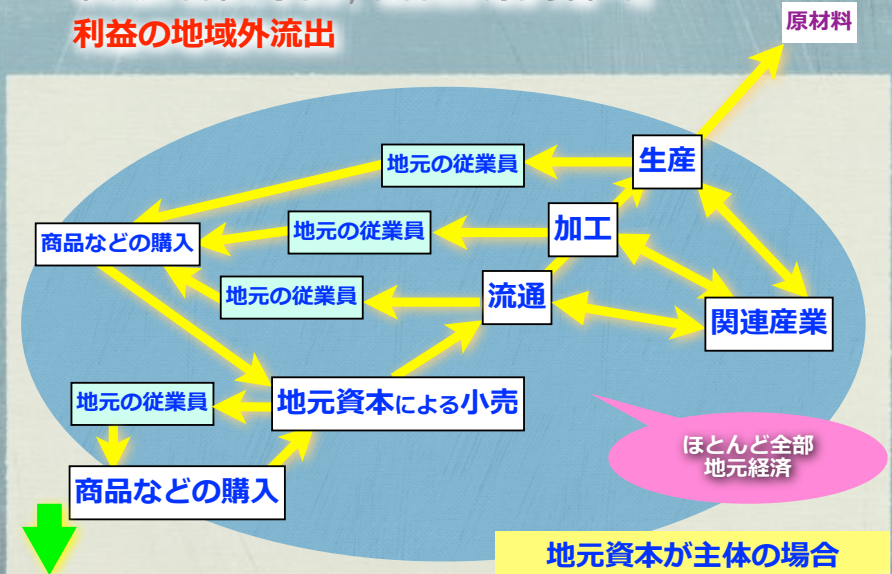 利益の地域外流出
原材料
生産
地元の従業員
加工
地元の従業員
商品などの購入
流通
地元の従業員
関連産業
地元資本による小売
地元の従業員
ほとんど全部
地元経済
商品などの購入
地元資本が主体の場合